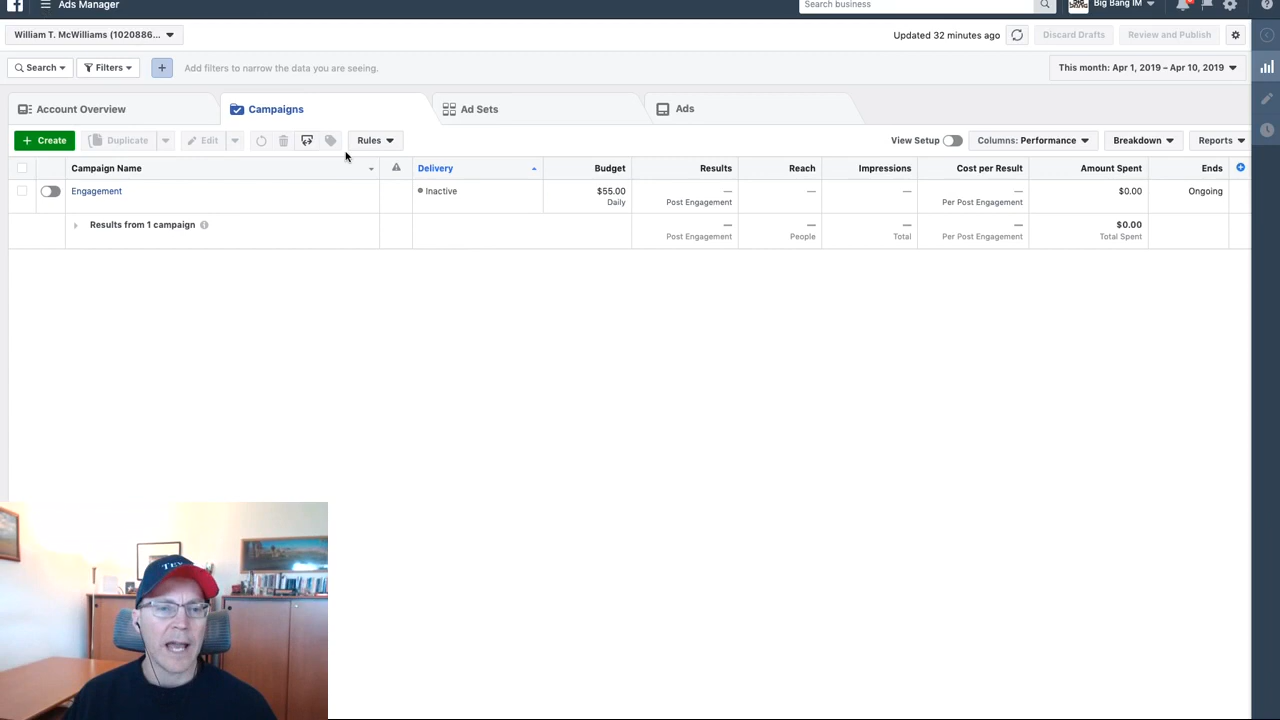 Ads Manager
Search business
Big Bang IM
William T. McWilliams (1020886...
Updated 32 minutes ago
Discard Drafts
Review and Publish
Search
Filters
+
Add filters to narrow the data you are seeing.
This month: Apr 1, 2019 – Apr 10, 2019
Account Overview
Campaigns
Ad Sets
Ads
+ Create
Duplicate
Edit
Rules
View Setup
Columns: Performance
Breakdown
Reports
Campaign Name
Delivery
Budget
Results
Reach
Impressions
Cost per Result
Amount Spent
Ends
Engagement
Inactive
$55.00
Daily
—
Post Engagement
—
—
—
Per Post Engagement
$0.00
Ongoing
Results from 1 campaign
—
Post Engagement
—
People
—
Total
—
Per Post Engagement
$0.00
Total Spent